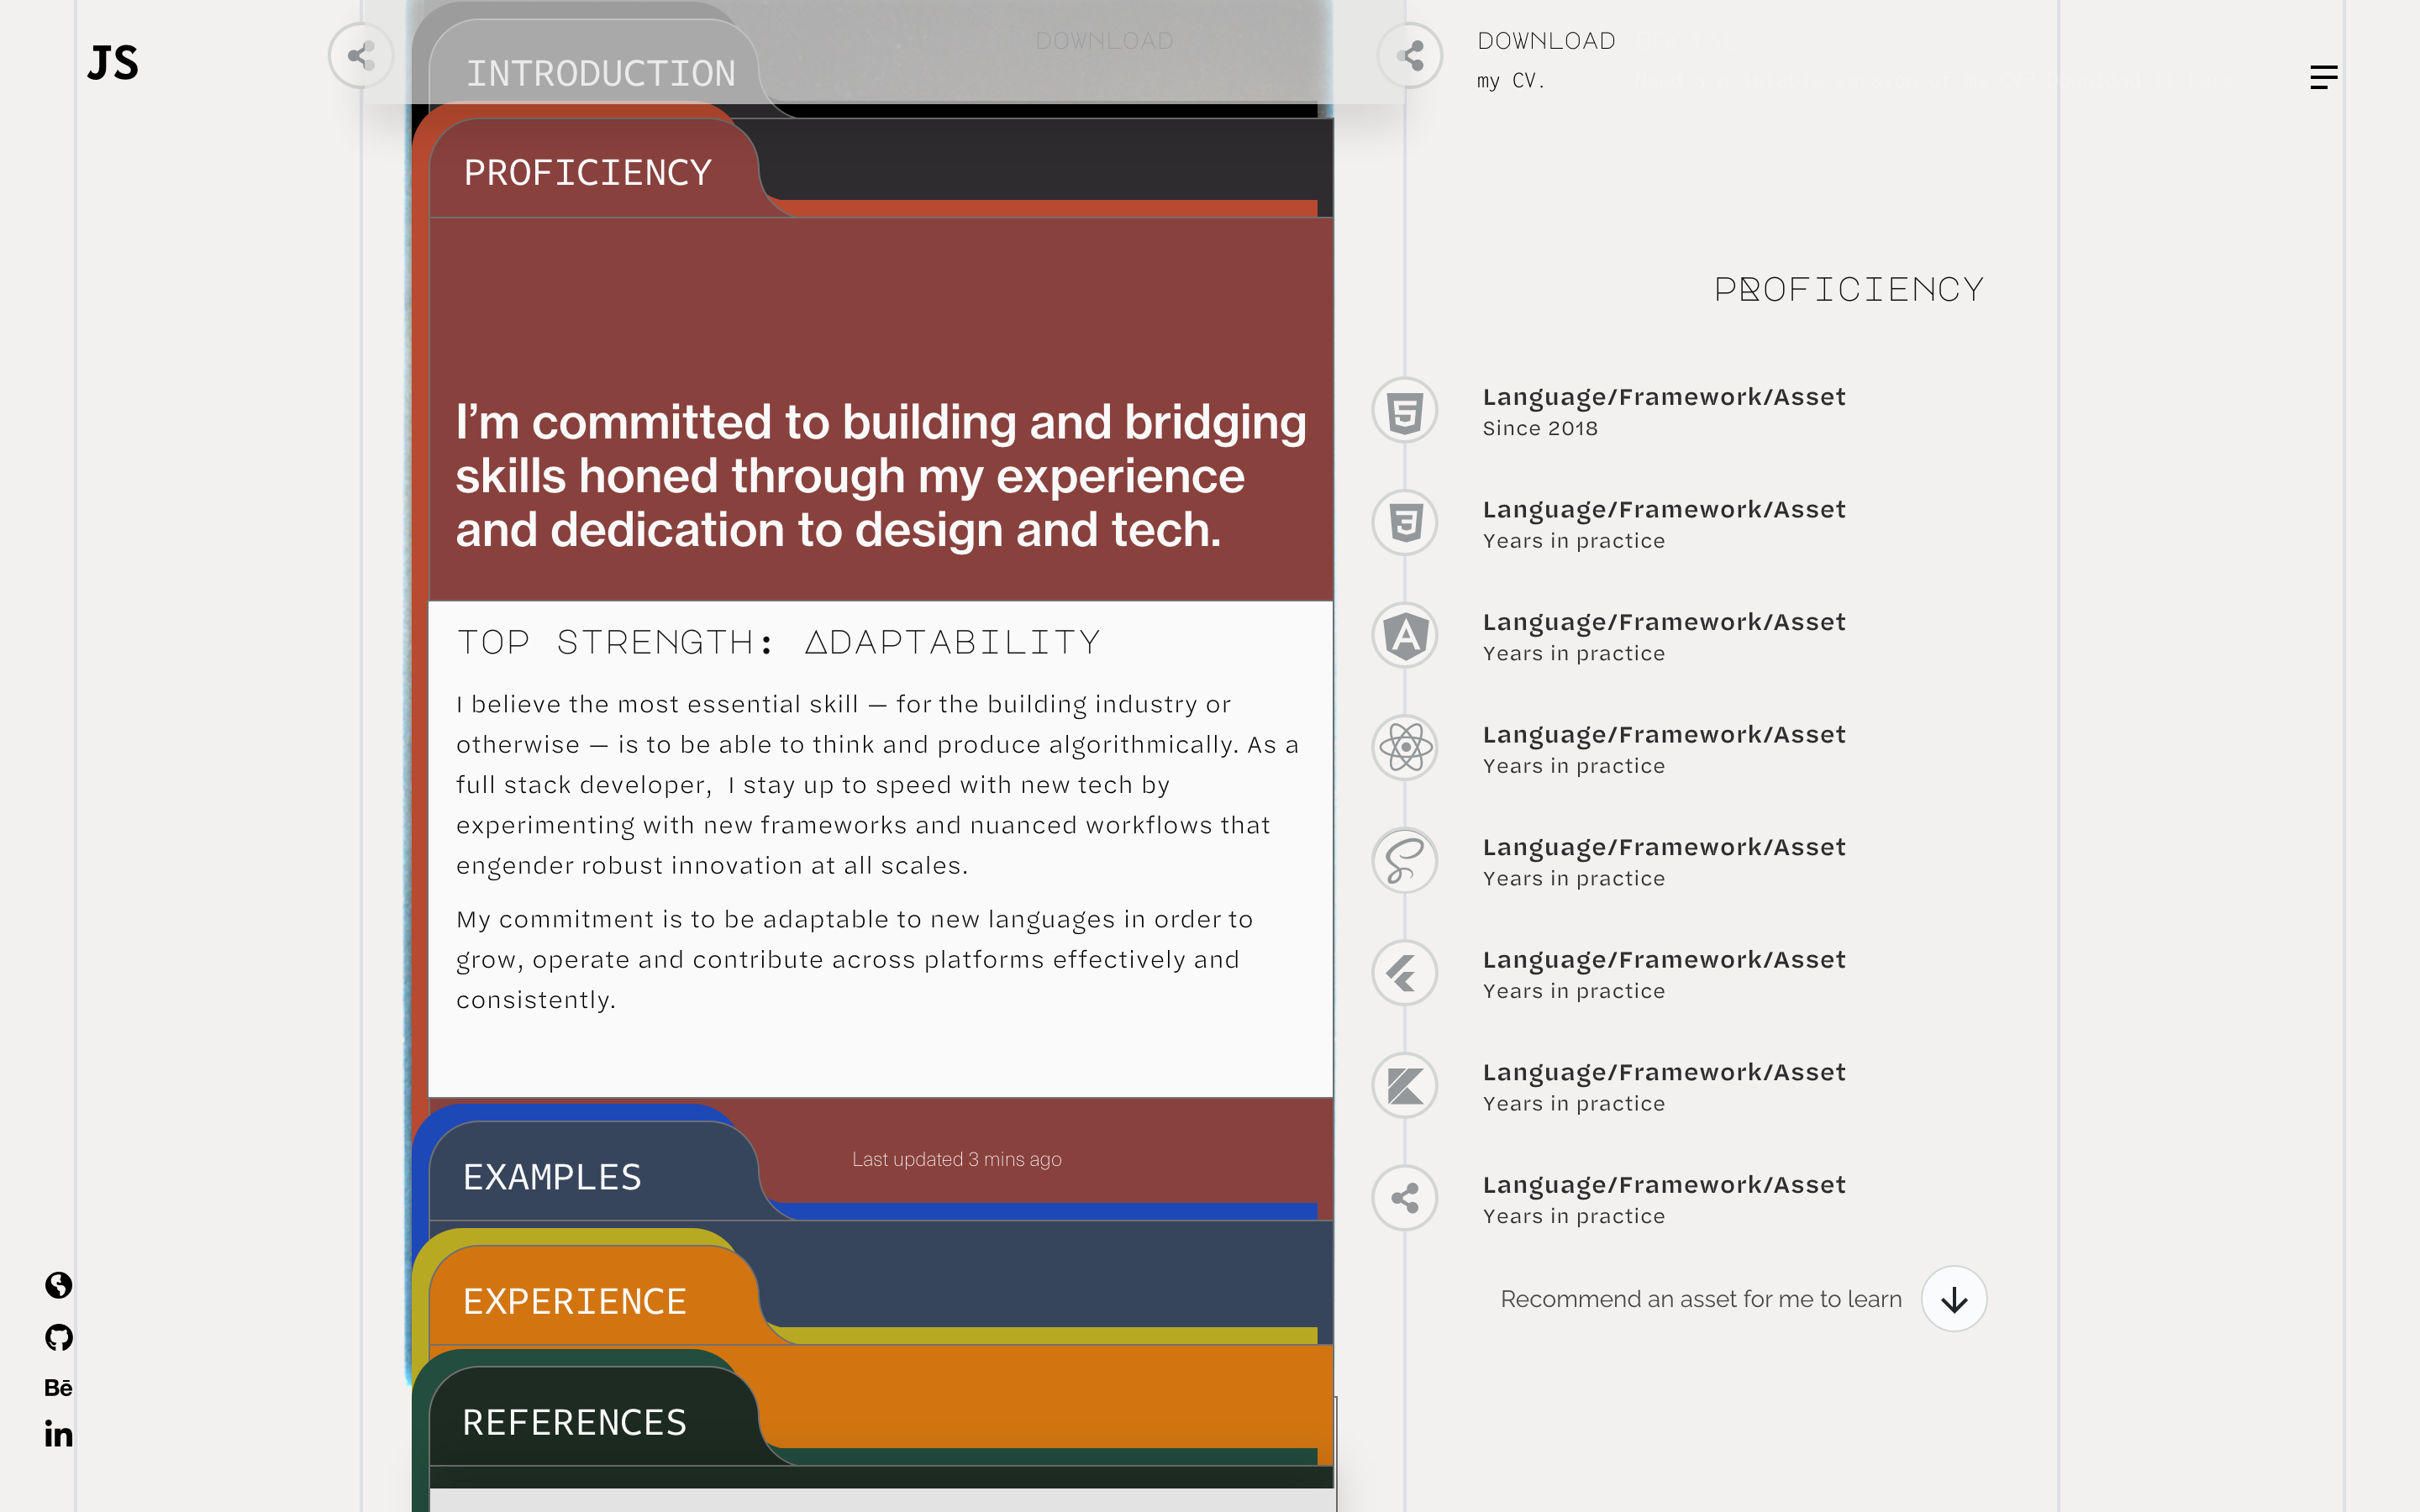 JS
DOWNLOAD
DOWNLOAD
my CV.
INTRODUCTION
PROFICIENCY
I’m committed to building and bridging
skills honed through my experience
and dedication to design and tech.
TOP STRENGTH: ADAPTABILITY
I believe the most essential skill — for the building industry or
otherwise — is to be able to think and produce algorithmically. As a
full stack developer,  I stay up to speed with new tech by
experimenting with new frameworks and nuanced workflows that
engender robust innovation at all scales.
My commitment is to be adaptable to new languages in order to
grow, operate and contribute across platforms effectively and
consistently.
Last updated 3 mins ago
EXAMPLES
EXPERIENCE
REFERENCES
PROFICIENCY
Language/Framework/Asset
Since 2018
Language/Framework/Asset
Years in practice
Language/Framework/Asset
Years in practice
Language/Framework/Asset
Years in practice
Language/Framework/Asset
Years in practice
Language/Framework/Asset
Years in practice
Language/Framework/Asset
Years in practice
Language/Framework/Asset
Years in practice
Recommend an asset for me to learn
Bē
in